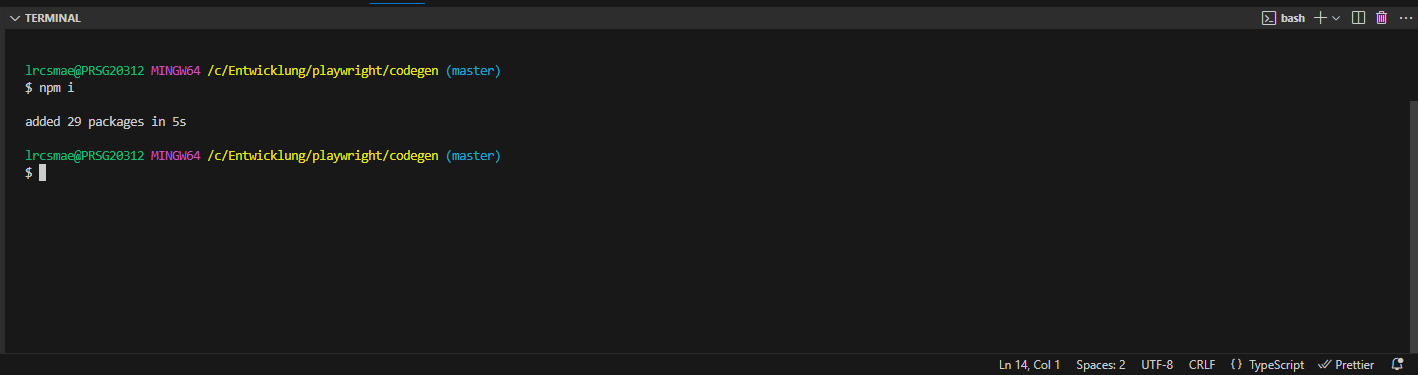 TERMINAL
bash
lrcsmae@PRSG20312 MINGW64 /c/Entwicklung/playwright/codegen (master)
$ npm i
added 29 packages in 5s
lrcsmae@PRSG20312 MINGW64 /c/Entwicklung/playwright/codegen (master)
$
Ln 14, Col 1 Spaces: 2 UTF-8 CRLF {} TypeScript Prettier